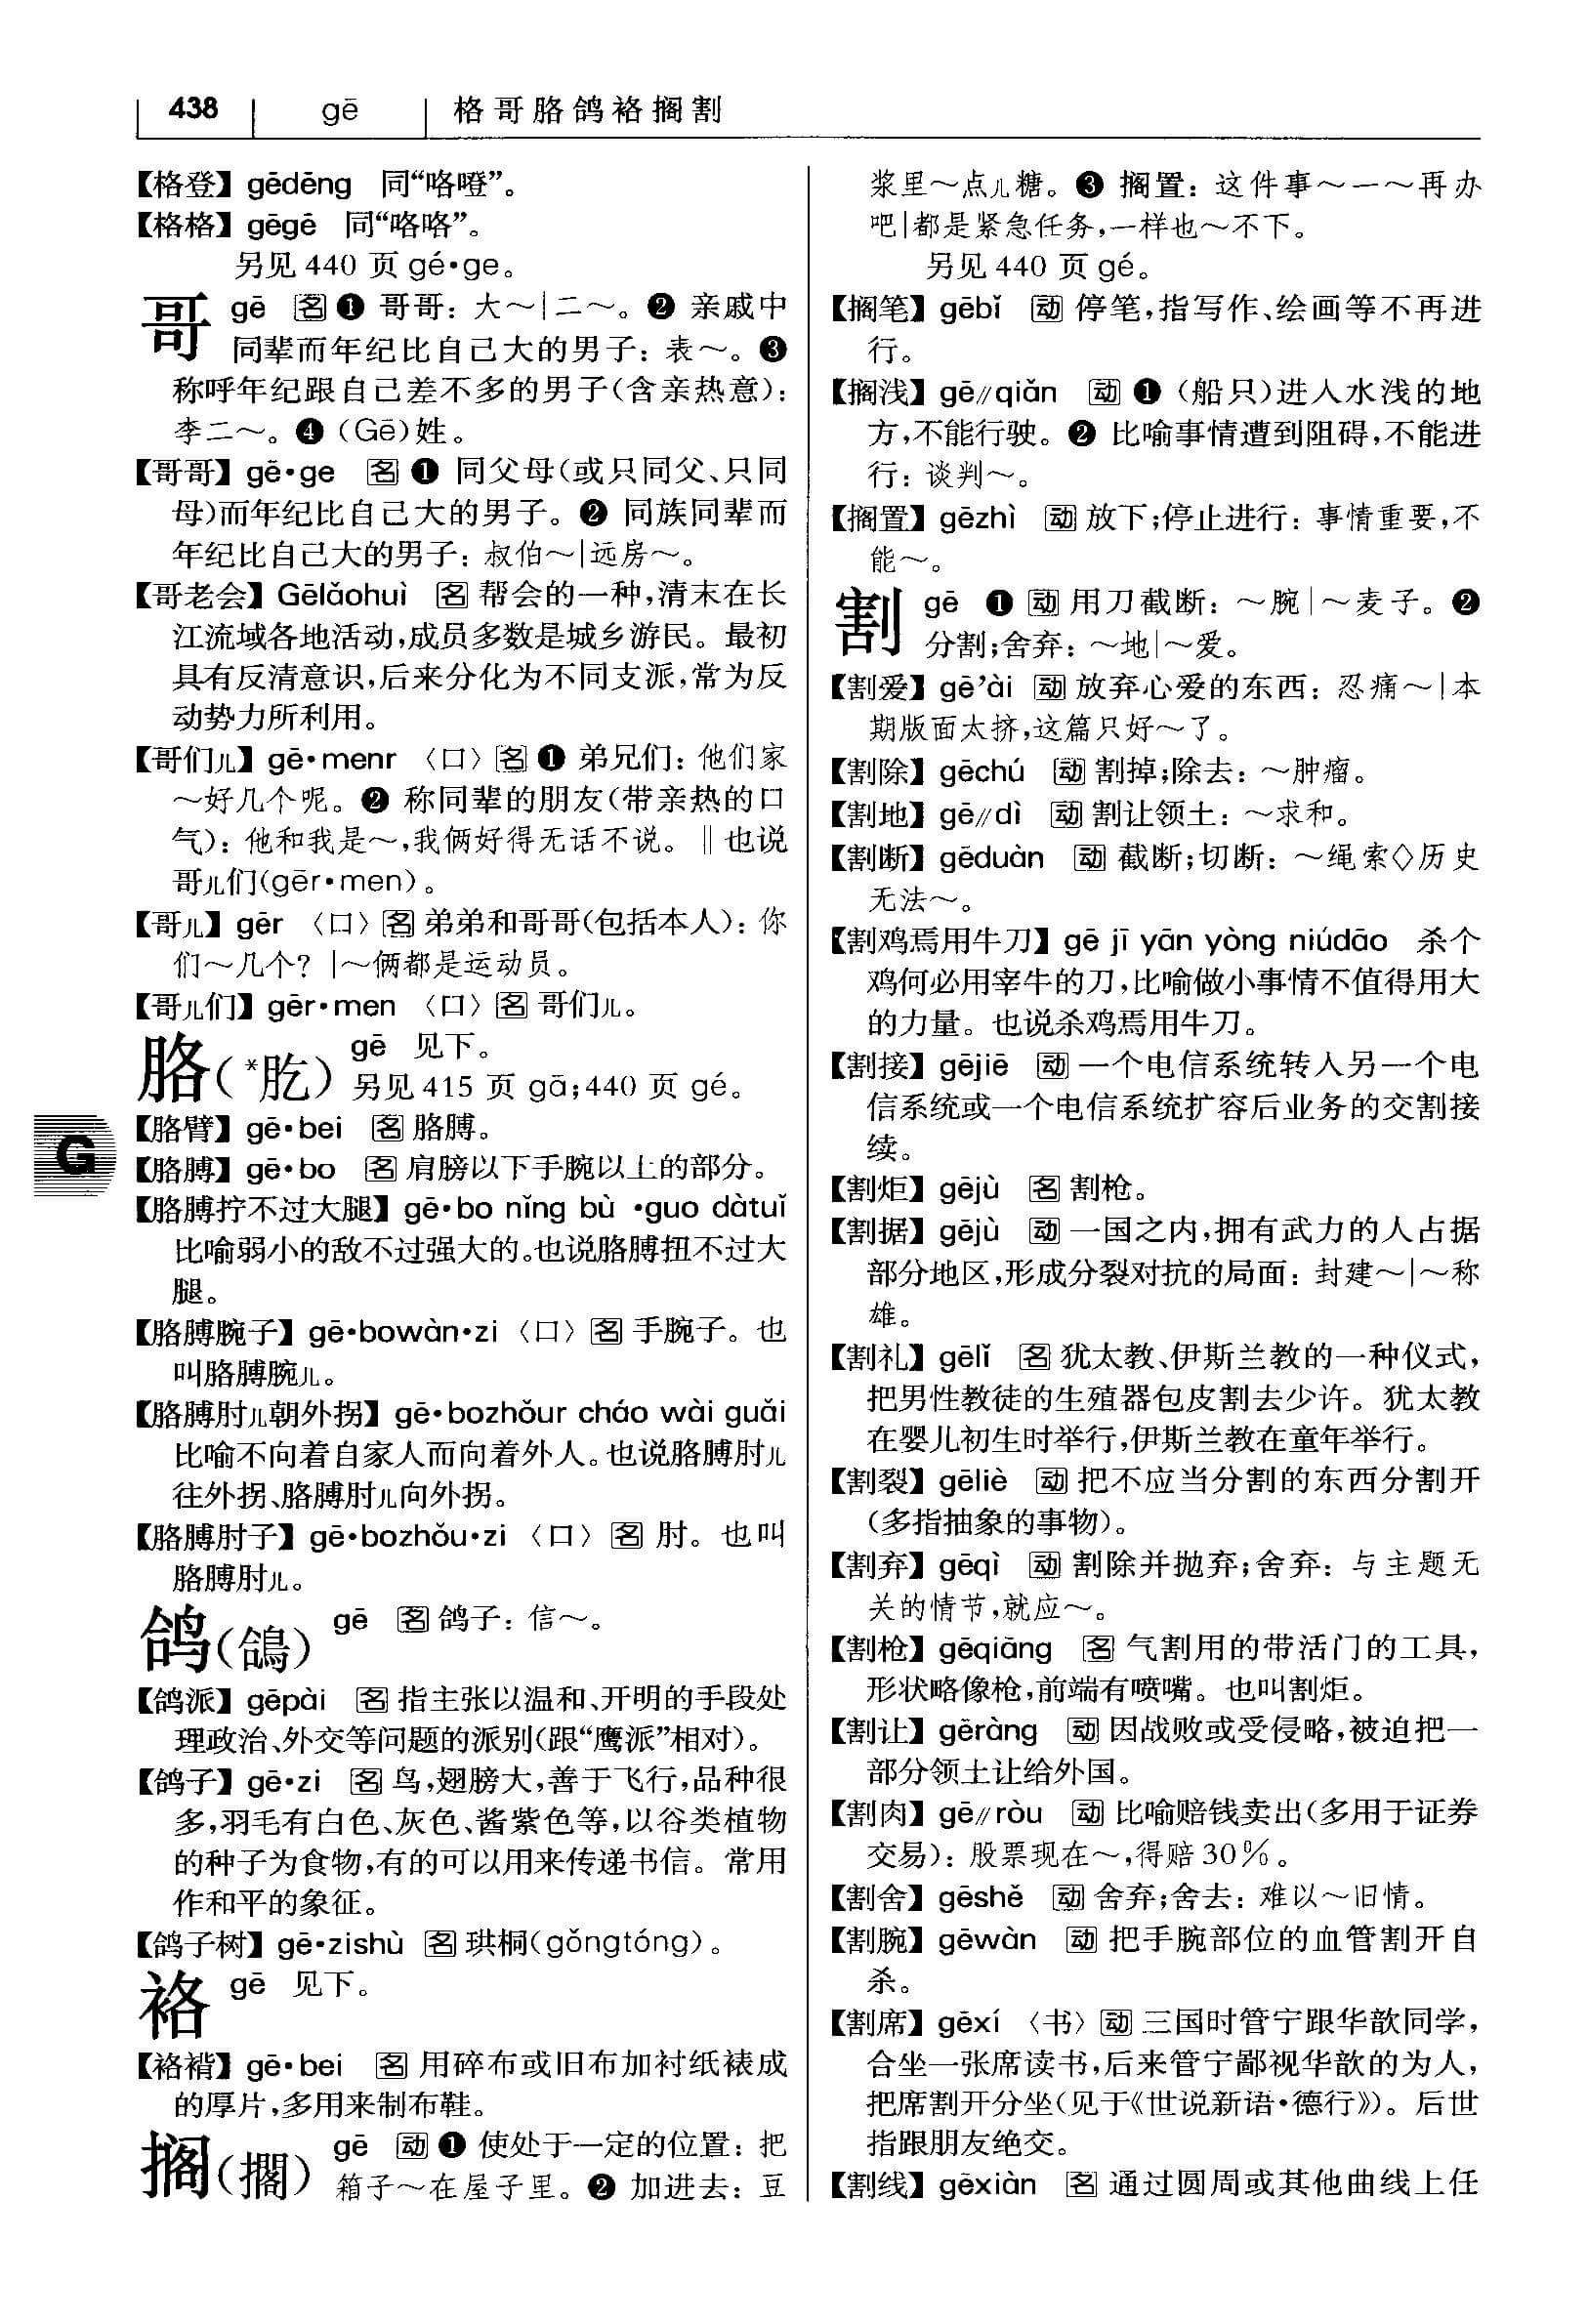 438 gē 格哥胳鸽袼搁割
【格登】gēdēng 同“咯噔”。
【格格】gēgē 同“咯咯”。
另见 440 页 gé•ge。
哥 gē 名 ❶ 哥哥：大～|二～。❷ 亲戚中
同辈而年纪比自己大的男子：表～。❸
称呼年纪跟自己差不多的男子(含亲热意)：
李二～。❹ (Gē)姓。
【哥哥】gē•ge 名 ❶ 同父母(或只同父、只同
母)而年纪比自己大的男子。❷ 同族同辈而
年纪比自己大的男子：叔伯～|远房～。
【哥老会】Gēlǎohuì 名 帮会的一种，清末在长
江流域各地活动，成员多数是城乡游民。最初
具有反清意识，后来分化为不同支派，常为反
动势力所利用。
【哥们儿】gē•menr 〈口〉名 ❶ 弟兄们：他们家
～好几个呢。❷ 称同辈的朋友(带亲热的口
气)：他和我是～，我俩好得无话不说。‖也说
哥儿们(gēr•men)。
【哥儿】gēr 〈口〉名 弟弟和哥哥(包括本人)：你
们～几个？|～俩都是运动员。
【哥儿们】gēr•men 〈口〉名 哥们儿。
胳(*肐) gē 见下。
另见 415 页 gā；440 页 gé。
【胳臂】gē•bei 名 胳膊。
G
【胳膊】gē•bo 名 肩膀以下手腕以上的部分。
【胳膊拧不过大腿】gē•bo nǐng bù •guo dàtuǐ
比喻弱小的敌不过强大的。也说胳膊扭不过大
腿。
【胳膊腕子】gē•bowàn•zi 〈口〉名 手腕子。也
叫胳膊腕儿。
【胳膊肘儿朝外拐】gē•bozhǒur cháo wài guǎi
比喻不向着自家人而向着外人。也说胳膊肘儿
往外拐、胳膊肘儿向外拐。
【胳膊肘子】gē•bozhǒu•zi 〈口〉名 肘。也叫
胳膊肘儿。
鸽(鴿) gē 名 鸽子：信～。
【鸽派】gēpài 名 指主张以温和、开明的手段处
理政治、外交等问题的派别(跟“鹰派”相对)。
【鸽子】gē•zi 名 鸟，翅膀大，善于飞行，品种很
多，羽毛有白色、灰色、酱紫色等，以谷类植物
的种子为食物，有的可以用来传递书信。常用
作和平的象征。
【鸽子树】gē•zishù 名 珙桐(gǒngtóng)。
袼 gē 见下。
【袼褙】gē•bei 名 用碎布或旧布加衬纸裱成
的厚片，多用来制布鞋。
搁(擱) gē 动 ❶ 使处于一定的位置：把
箱子～在屋子里。❷ 加进去：豆
浆里～点儿糖。❸ 搁置：这件事～一～再办
吧|都是紧急任务，一样也～不下。
另见 440 页 gé。
【搁笔】gēbǐ 动 停笔，指写作、绘画等不再进
行。
【搁浅】gē//qiǎn 动 ❶ (船只)进入水浅的地
方，不能行驶。❷ 比喻事情遭到阻碍，不能进
行：谈判～。
【搁置】gēzhì 动 放下；停止进行：事情重要，不
能～。
割 gē ❶ 动 用刀截断：～腕|～麦子。❷
分割；舍弃：～地|～爱。
【割爱】gē’ài 动 放弃心爱的东西：忍痛～|本
期版面太挤，这篇只好～了。
【割除】gēchú 动 割掉；除去：～肿瘤。
【割地】gē//dì 动 割让领土：～求和。
【割断】gēduàn 动 截断；切断：～绳索◇历史
无法～。
【割鸡焉用牛刀】gē jī yān yòng niúdāo 杀个
鸡何必用宰牛的刀，比喻做小事情不值得用大
的力量。也说杀鸡焉用牛刀。
【割接】gējiē 动 一个电信系统转入另一个电
信系统或一个电信系统扩容后业务的交割接
续。
【割炬】gējù 名 割枪。
【割据】gējù 动 一国之内，拥有武力的人占据
部分地区，形成分裂对抗的局面：封建～|～称
雄。
【割礼】gēlǐ 名 犹太教、伊斯兰教的一种仪式，
把男性教徒的生殖器包皮割去少许。犹太教
在婴儿初生时举行，伊斯兰教在童年举行。
【割裂】gēliè 动 把不应当分割的东西分割开
(多指抽象的事物)。
【割弃】gēqì 动 割除并抛弃；舍弃：与主题无
关的情节，就应～。
【割枪】gēqiāng 名 气割用的带活门的工具，
形状略像枪，前端有喷嘴。也叫割炬。
【割让】gēràng 动 因战败或受侵略，被迫把一
部分领土让给外国。
【割肉】gē//ròu 动 比喻赔钱卖出(多用于证券
交易)：股票现在～，得赔 30%。
【割舍】gēshě 动 舍弃；舍去：难以～旧情。
【割腕】gēwàn 动 把手腕部位的血管割开自
杀。
【割席】gēxí 〈书〉动 三国时管宁跟华歆同学，
合坐一张席读书，后来管宁鄙视华歆的为人，
把席割开分坐(见于《世说新语•德行》)。后世
指跟朋友绝交。
【割线】gēxiàn 名 通过圆周或其他曲线上任